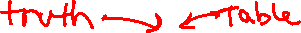 truth → ← Table